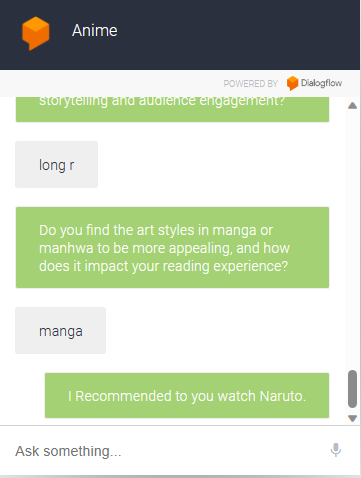 Anime
POWERED BY Dialogflow
storytelling and audience engagement?
long r
Do you find the art styles in manga or
manhwa to be more appealing, and how
does it impact your reading experience?
manga
I Recommended to you watch Naruto.
Ask something...